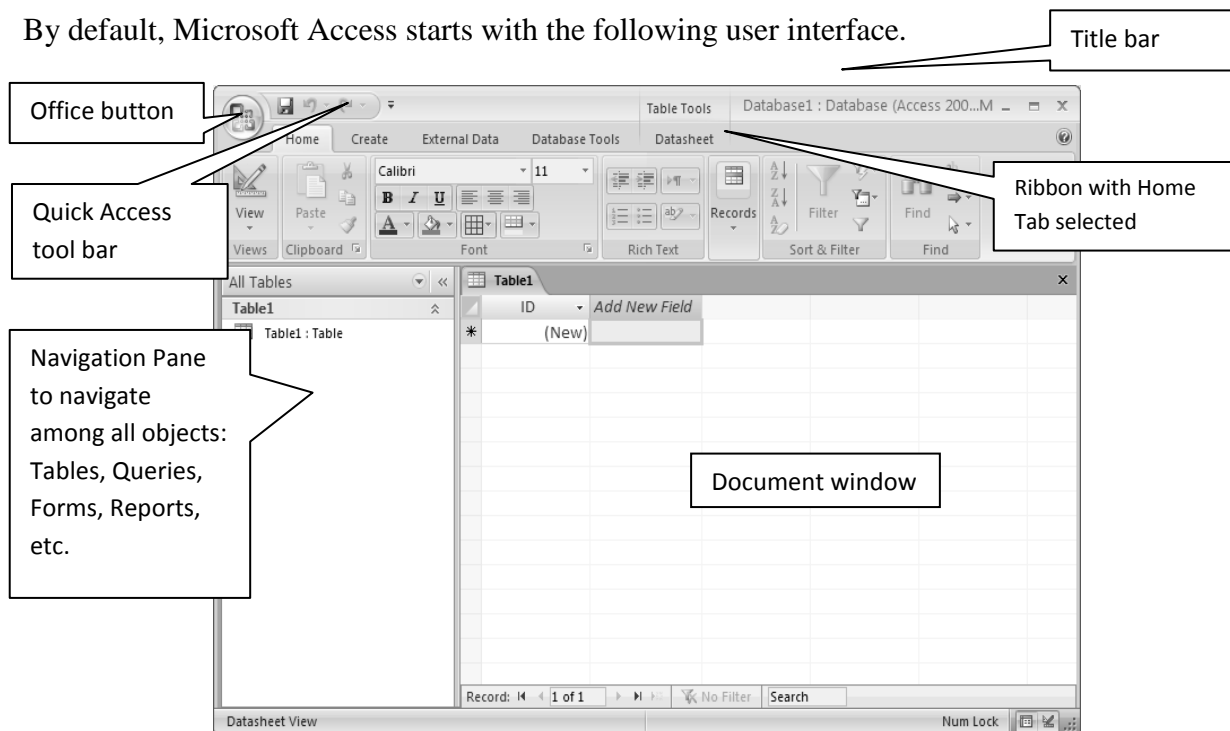 By default, Microsoft Access starts with the following user interface.
Title bar
Office button
Table Tools
Database1 : Database (Access 200...M
Home
Create
External Data
Database Tools
Datasheet
Quick Access
tool bar
Ribbon with Home
Tab selected
View
Paste
Calibri
11
B I U
A
ab
Records
Filter
Find
Views
Clipboard
Font
Rich Text
Sort & Filter
Find
All Tables
Table1
Table1
Table1 : Table
ID
Add New Field
(New)
Navigation Pane
to navigate
among all objects:
Tables, Queries,
Forms, Reports,
etc.
Document window
Record:
1 of 1
No Filter
Search
Datasheet View
Num Lock